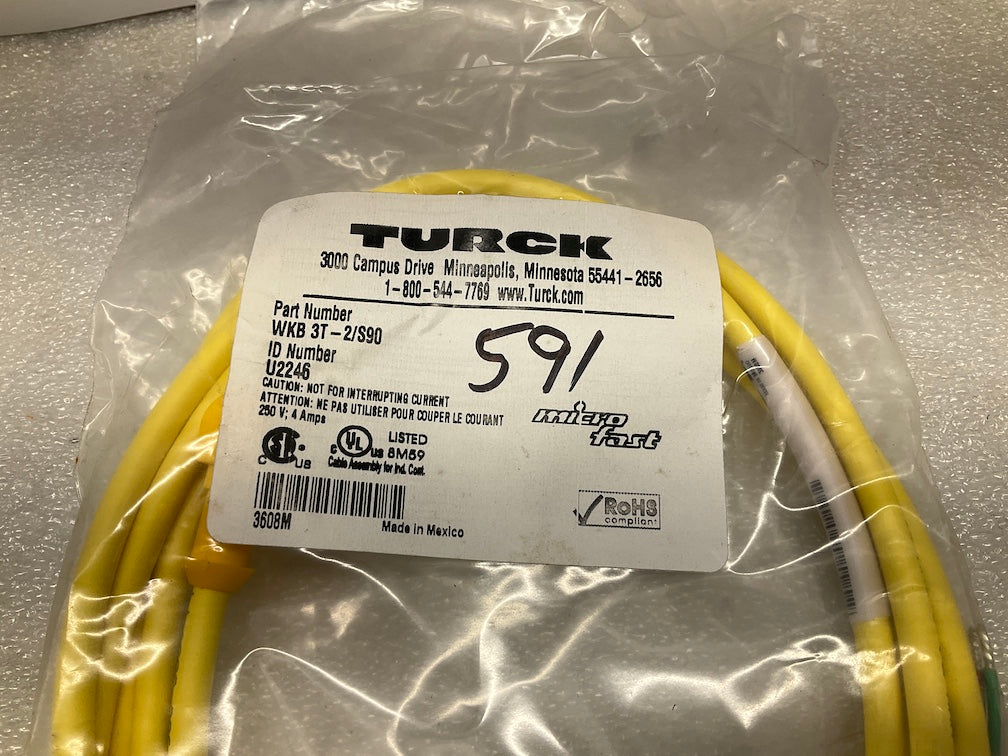 TURCK
3000 Campus Drive Minneapolis, Minnesota 55441-2656
1-800-544-7769 www.Turck.com
Part Number
WKB 3T-2/S90
ID Number
U2246
591
CAUTION: NOT FOR INTERRUPTING CURRENT
ATTENTION: NE PAS UTILISER POUR COUPER LE COURANT
250 V; 4 Amps
micro
fast
C US
C UL US LISTED
8M59
Cable Assembly for Ind. Cont.
3608M
Made in Mexico
RoHS
compliant